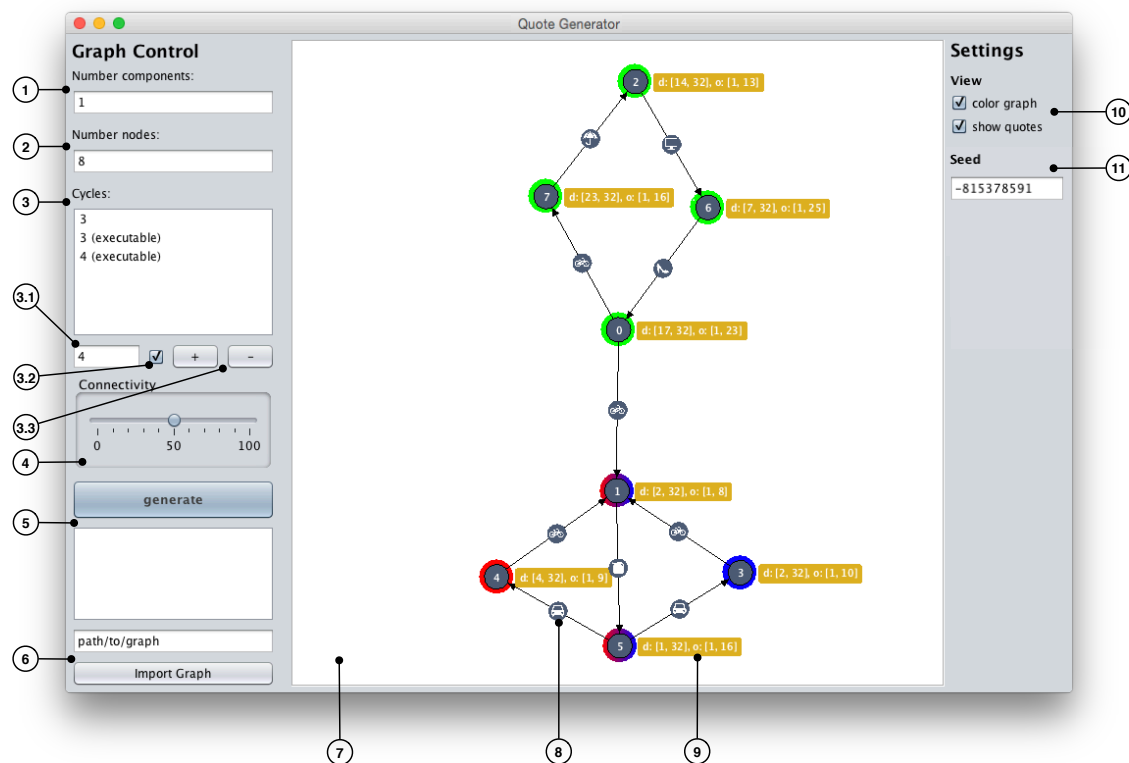 Quote Generator
Graph Control
Number components:
1
Number nodes:
8
Cycles:
3
3 (executable)
4 (executable)
4
+
-
Connectivity
0 50 100
generate
path/to/graph
Import Graph
2 d: [14, 32], o: [1, 13]
7 d: [23, 32], o: [1, 16]
6 d: [7, 32], o: [1, 25]
0 d: [17, 32], o: [1, 23]
1 d: [2, 32], o: [1, 8]
4 d: [4, 32], o: [1, 9]
3 d: [2, 32], o: [1, 10]
5 d: [1, 32], o: [1, 16]
Settings
View
color graph
show quotes
Seed
-815378591
1
2
3
3.1
3.2
3.3
4
5
6
7
8
9
10
11